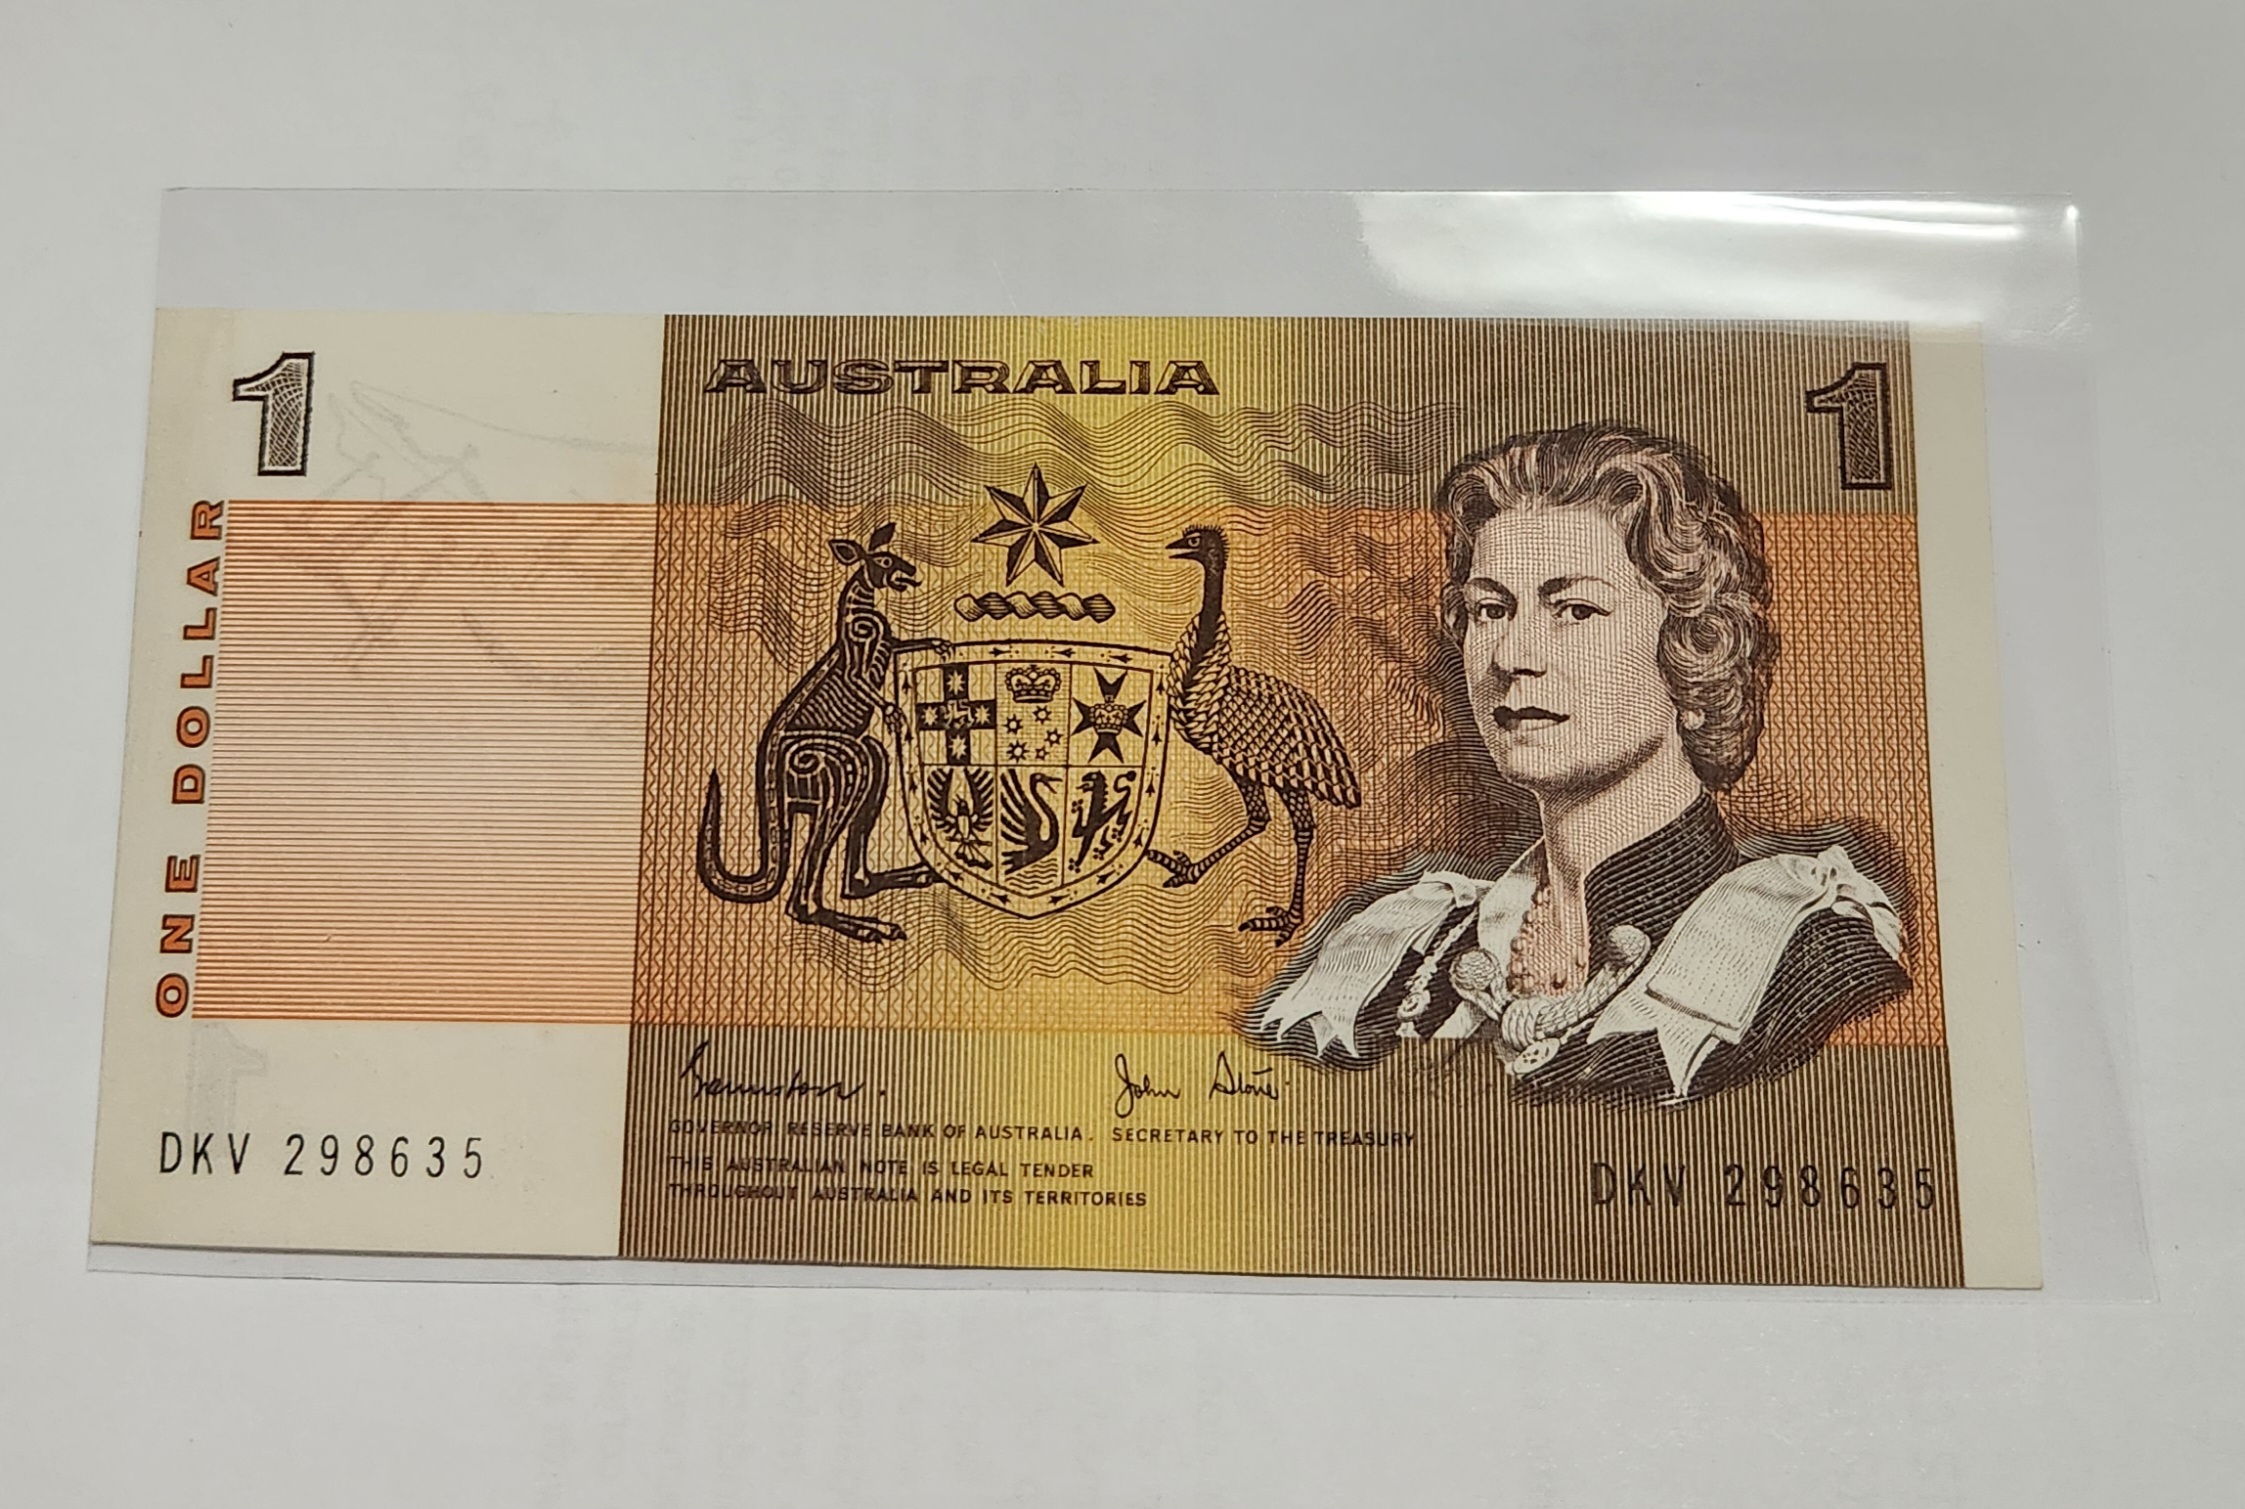 1
AUSTRALIA
1
ONE DOLLAR
Johnston.
John Stone
GOVERNOR RESERVE BANK OF AUSTRALIA. SECRETARY TO THE TREASURY
THIS AUSTRALIAN NOTE IS LEGAL TENDER
THROUGHOUT AUSTRALIA AND ITS TERRITORIES
DKV 298635
DKV 298635